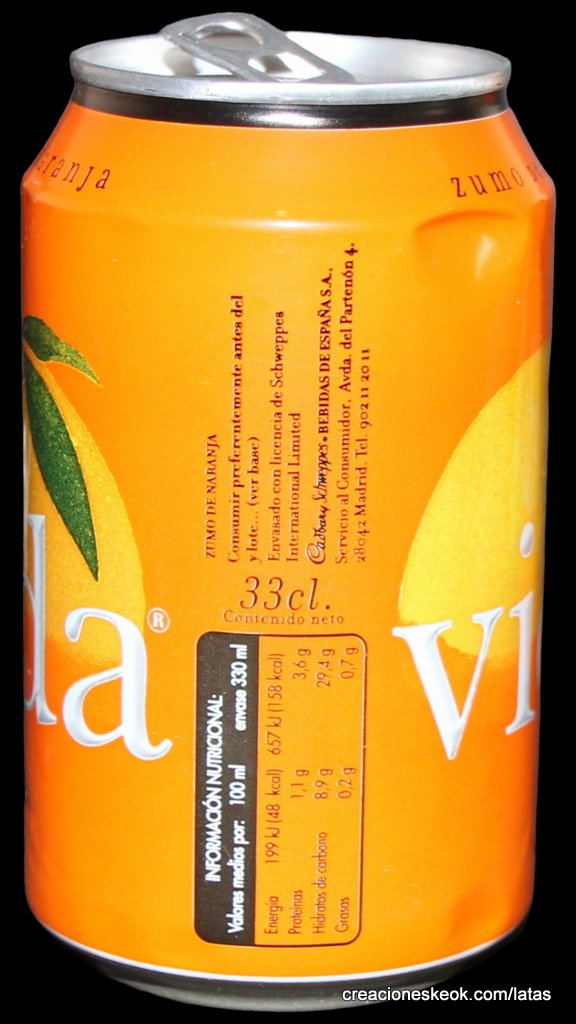 naranja
zumo
ZUMO DE NARANJA
Consumir preferentemente antes del
y lote... (ver base)
Envasado con licencia de Schweppes
International Limited
Cadbury Schweppes • BEBIDAS DE ESPAÑA S.A.,
Servicio al Consumidor. Avda. del Partenón 4.
28042 Madrid. Tel. 902 11 20 11
33cl.
Contenido neto
da®
vi
INFORMACIÓN NUTRICIONAL:
Valores medios por: 100 ml envase 330 ml
Energía 199 kJ (48 kcal) 657 kJ (158 kcal)
Proteínas 1,1 g 3,6 g
Hidratos de carbono 8,9 g 29,4 g
Grasas 0,2 g 0,7 g
creacioneskeok.com/latas